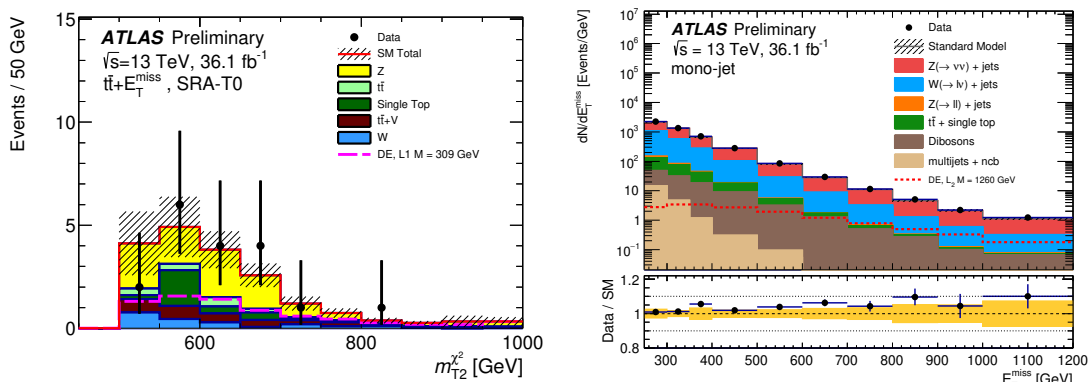 Events / 50 GeV
15
10
5
0
ATLAS Preliminary
√s=13 TeV, 36.1 fb⁻¹
tt̄+E_T^miss , SRA-T0
Data
SM Total
Z
tt̄
Single Top
tt̄+V
W
DE, L1 M = 309 GeV
600 800 1000
m_T2^χ² [GeV]
dN/dE_T^miss [Events/GeV]
10⁷
10⁶
10⁵
10⁴
10³
10²
10
1
10⁻¹
ATLAS Preliminary
√s = 13 TeV, 36.1 fb⁻¹
mono-jet
Data
Standard Model
Z(→ νν) + jets
W(→ lν) + jets
Z(→ ll) + jets
tt̄ + single top
Dibosons
multijets + ncb
DE, L₂ M = 1260 GeV
Data / SM
1.2
1
0.8
300 400 500 600 700 800 900 1000 1100 1200
E^miss [GeV]